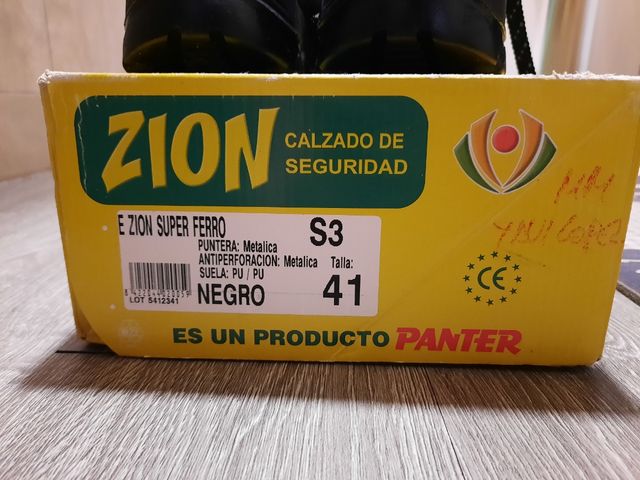 ZION
CALZADO DE
SEGURIDAD
E ZION SUPER FERRO
S3
PUNTERA: Metalica
ANTIPERFORACION: Metalica Talla:
SUELA: PU / PU
NEGRO
41
LOT 5412341
CE
ES UN PRODUCTO PANTER